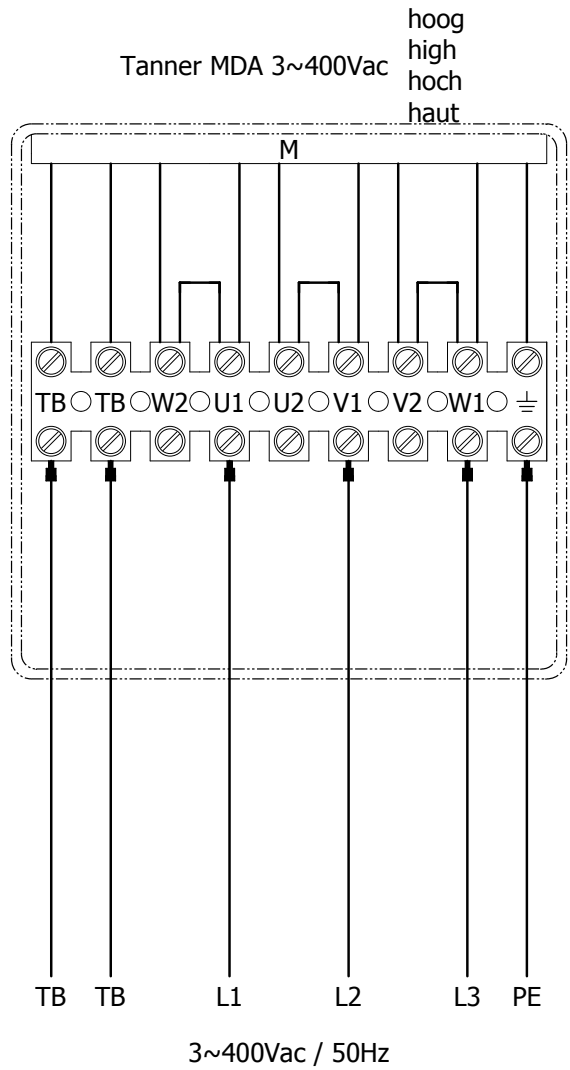 hoog
high
Tanner MDA 3~400Vac
hoch
haut
M
TB TB W2 U1 U2 V1 V2 W1 ⏚
TB TB L1 L2 L3 PE
3~400Vac / 50Hz